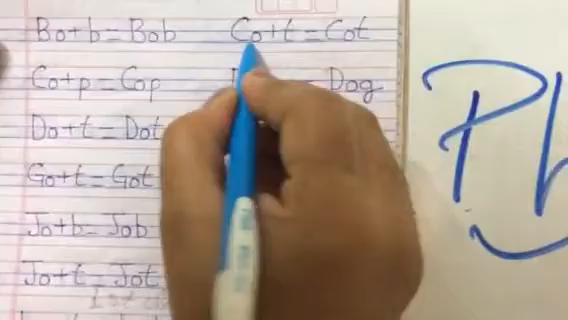 Bo+b=Bob Co+t=Cot
Co+p=Cop = Dog
Do+t=Dot
Go+t=Got
Jo+b=Job
Jo+t=Jot
Ph